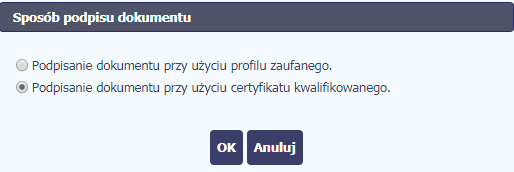 Sposób podpisu dokumentu
Podpisanie dokumentu przy użyciu profilu zaufanego.
Podpisanie dokumentu przy użyciu certyfikatu kwalifikowanego.
OK Anuluj